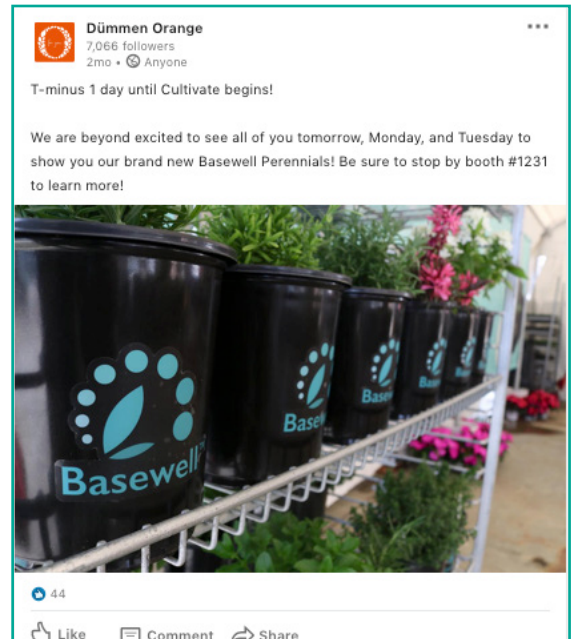 Dümmen Orange
7,066 followers
2mo • Anyone
T-minus 1 day until Cultivate begins!
We are beyond excited to see all of you tomorrow, Monday, and Tuesday to
show you our brand new Basewell Perennials! Be sure to stop by booth #1231
to learn more!
Basewell
Basewell
44
Like Comment Share